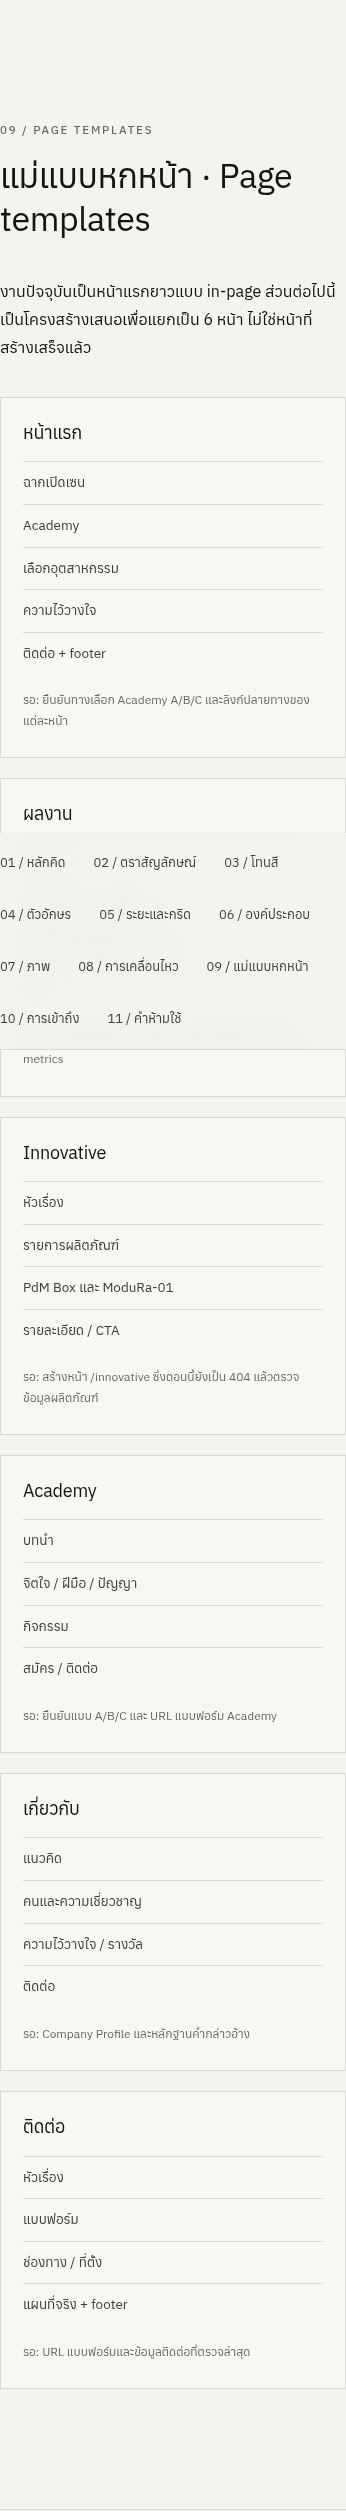 09 / PAGE TEMPLATES
แม่แบบหกหน้า · Page
templates
งานปัจจุบันเป็นหน้าแรกยาวแบบ in-page ส่วนต่อไปนี้
เป็นโครงสร้างเสนอเพื่อแยกเป็น 6 หน้า ไม่ใช่หน้าที่
สร้างเสร็จแล้ว
หน้าแรก
ฉากเปิดเซน
Academy
เลือกอุตสาหกรรม
ความไว้วางใจ
ติดต่อ + footer
รอ: ยืนยันทางเลือก Academy A/B/C และลิงก์ปลายทางของ
แต่ละหน้า
ผลงาน
01 / หลักคิด 02 / ตราสัญลักษณ์ 03 / โทนสี
04 / ตัวอักษร 05 / ระยะและกริด 06 / องค์ประกอบ
07 / ภาพ 08 / การเคลื่อนไหว 09 / แม่แบบหกหน้า
10 / การเข้าถึง 11 / คำห้ามใช้
metrics
Innovative
หัวเรื่อง
รายการผลิตภัณฑ์
PdM Box และ ModuRa-01
รายละเอียด / CTA
รอ: สร้างหน้า /innovative ซึ่งตอนนี้ยังเป็น 404 แล้วตรวจ
ข้อมูลผลิตภัณฑ์
Academy
บทนำ
จิตใจ / ฝีมือ / ปัญญา
กิจกรรม
สมัคร / ติดต่อ
รอ: ยืนยันแบบ A/B/C และ URL แบบฟอร์ม Academy
เกี่ยวกับ
แนวคิด
คนและความเชี่ยวชาญ
ความไว้วางใจ / รางวัล
ติดต่อ
รอ: Company Profile และหลักฐานคำกล่าวอ้าง
ติดต่อ
หัวเรื่อง
แบบฟอร์ม
ช่องทาง / ที่ตั้ง
แผนที่จริง + footer
รอ: URL แบบฟอร์มและข้อมูลติดต่อที่ตรวจล่าสุด